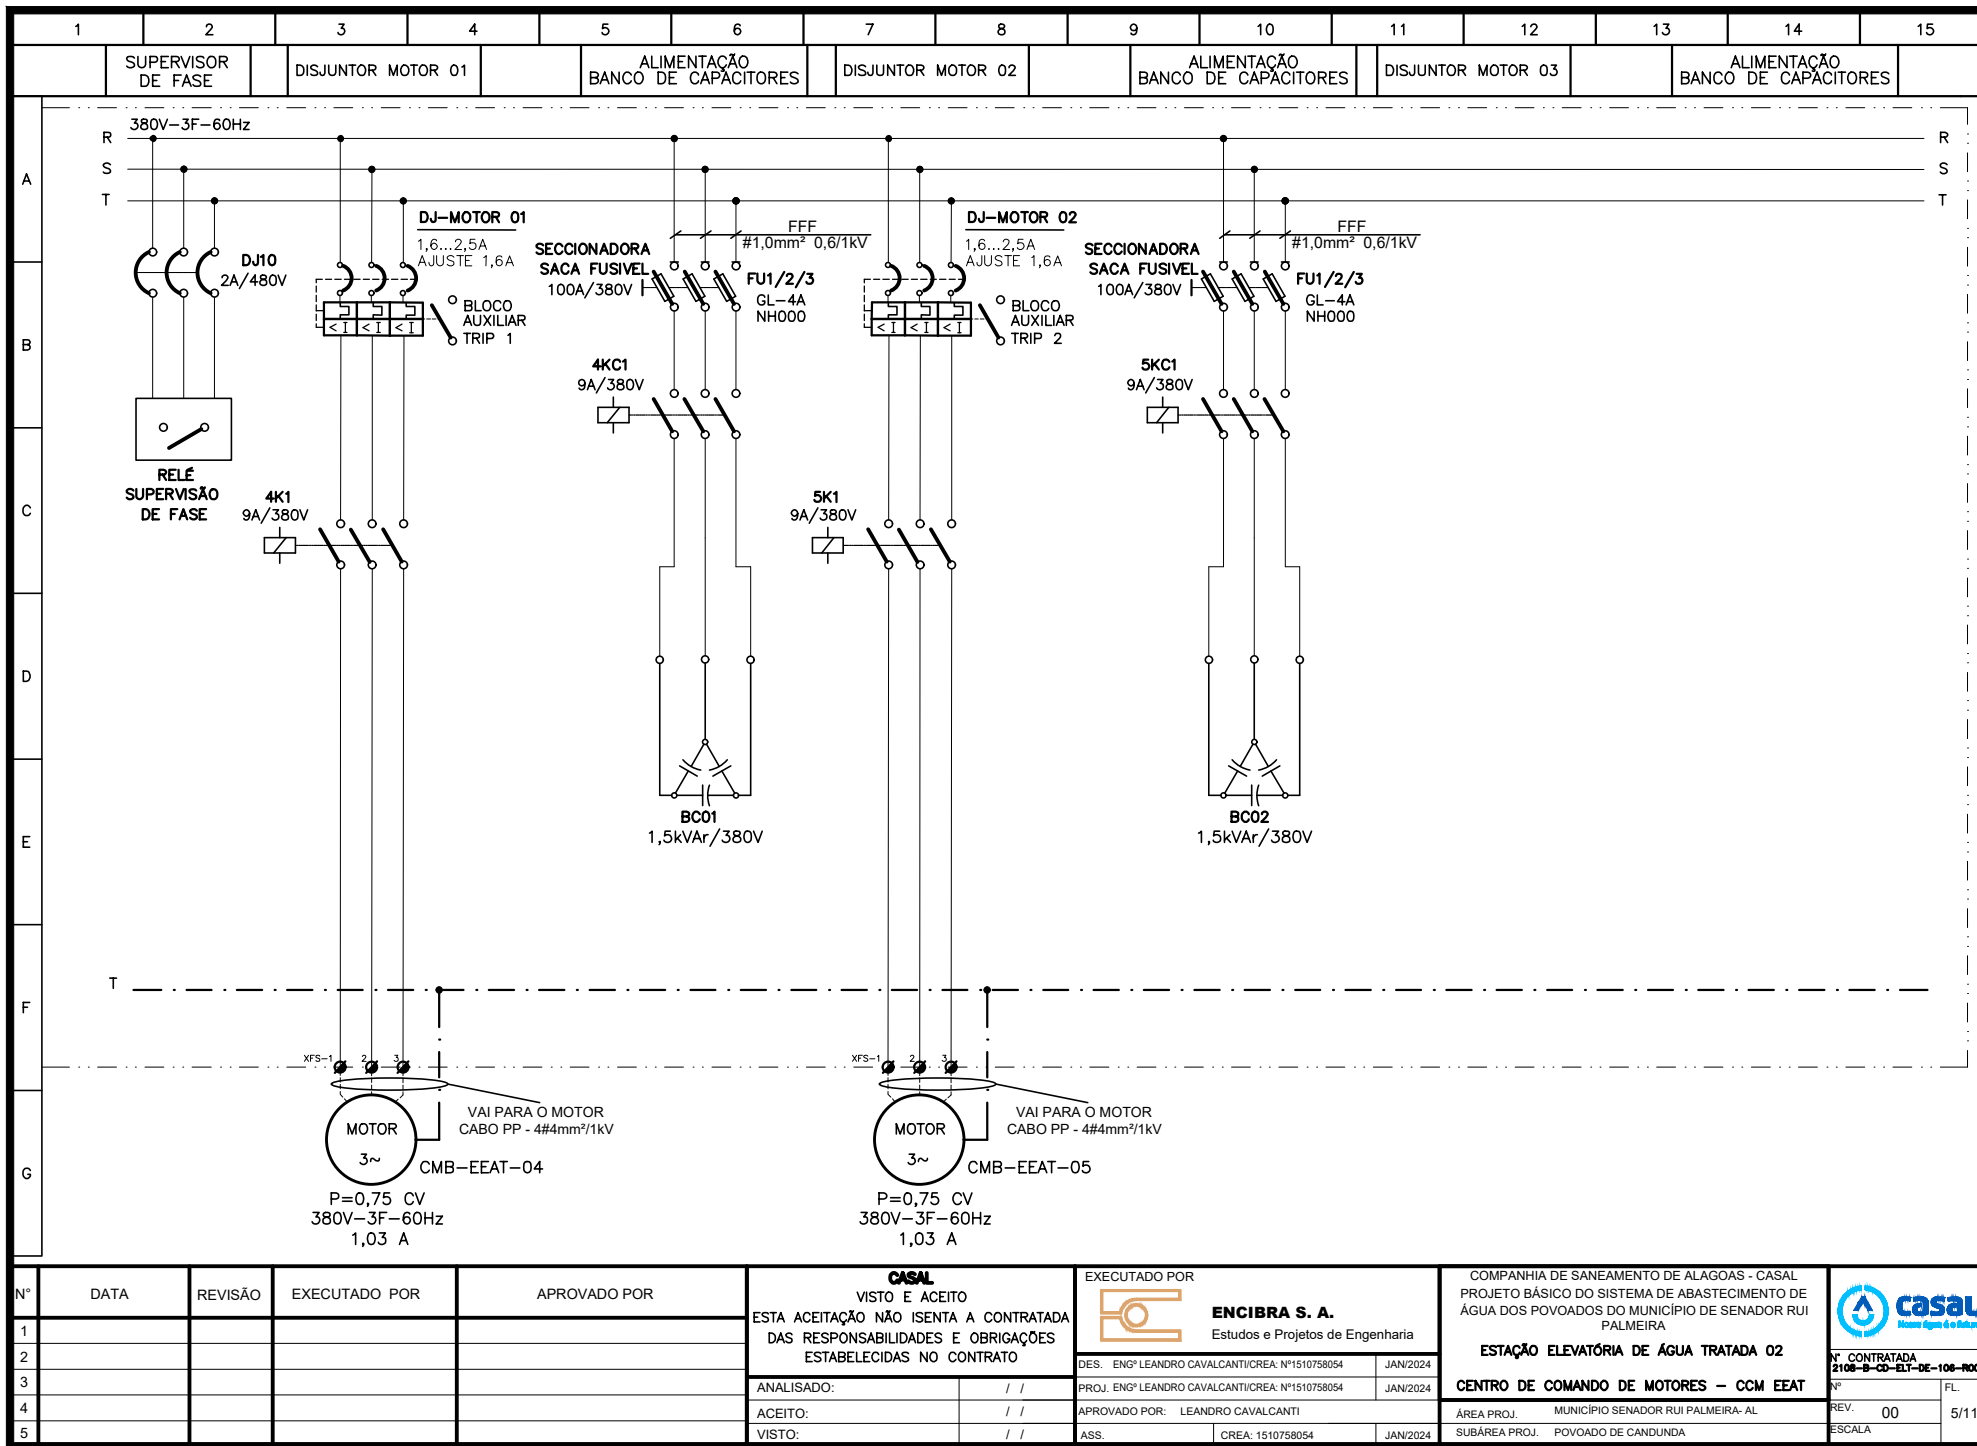 1 2 3 4 5 6 7 8 9 10 11 12 13 14 15
SUPERVISOR
DE FASE
DISJUNTOR MOTOR 01
ALIMENTAÇÃO
BANCO DE CAPACITORES
DISJUNTOR MOTOR 02
ALIMENTAÇÃO
BANCO DE CAPACITORES
DISJUNTOR MOTOR 03
ALIMENTAÇÃO
BANCO DE CAPACITORES
A
B
C
D
E
F
G
380V-3F-60Hz
R
S
T
R
S
T
DJ10
2A/480V
RELÉ
SUPERVISÃO
DE FASE
DJ-MOTOR 01
1,6...2,5A
AJUSTE 1,6A
< I < I < I
BLOCO
AUXILIAR
TRIP 1
4K1
9A/380V
SECCIONADORA
SACA FUSIVEL
100A/380V
FFF
#1,0mm² 0,6/1kV
FU1/2/3
GL-4A
NH000
4KC1
9A/380V
BC01
1,5kVAr/380V
DJ-MOTOR 02
1,6...2,5A
AJUSTE 1,6A
< I < I < I
BLOCO
AUXILIAR
TRIP 2
5K1
9A/380V
SECCIONADORA
SACA FUSIVEL
100A/380V
FFF
#1,0mm² 0,6/1kV
FU1/2/3
GL-4A
NH000
5KC1
9A/380V
BC02
1,5kVAr/380V
T
XFS-1 2 3
VAI PARA O MOTOR
CABO PP - 4#4mm²/1kV
MOTOR
3~
CMB-EEAT-04
P=0,75 CV
380V-3F-60Hz
1,03 A
XFS-1 2 3
VAI PARA O MOTOR
CABO PP - 4#4mm²/1kV
MOTOR
3~
CMB-EEAT-05
P=0,75 CV
380V-3F-60Hz
1,03 A
N° DATA REVISÃO EXECUTADO POR APROVADO POR
1
2
3
4
5
CASAL
VISTO E ACEITO
ESTA ACEITAÇÃO NÃO ISENTA A CONTRATADA
DAS RESPONSABILIDADES E OBRIGAÇÕES
ESTABELECIDAS NO CONTRATO
ANALISADO: / /
ACEITO: / /
VISTO: / /
EXECUTADO POR
ENCIBRA S. A.
Estudos e Projetos de Engenharia
DES. ENGº LEANDRO CAVALCANTI/CREA: Nº1510758054 JAN/2024
PROJ. ENGº LEANDRO CAVALCANTI/CREA: Nº1510758054 JAN/2024
APROVADO POR: LEANDRO CAVALCANTI
ASS. CREA: 1510758054 JAN/2024
COMPANHIA DE SANEAMENTO DE ALAGOAS - CASAL
PROJETO BÁSICO DO SISTEMA DE ABASTECIMENTO DE
ÁGUA DOS POVOADOS DO MUNICÍPIO DE SENADOR RUI
PALMEIRA
ESTAÇÃO ELEVATÓRIA DE ÁGUA TRATADA 02
CENTRO DE COMANDO DE MOTORES - CCM EEAT
ÁREA PROJ. MUNICÍPIO SENADOR RUI PALMEIRA- AL
SUBÁREA PROJ. POVOADO DE CANDUNDA
casal
N° CONTRATADA
2108-B-CD-ELT-DE-106-R00
Nº
FL.
5/11
REV. 00
ESCALA